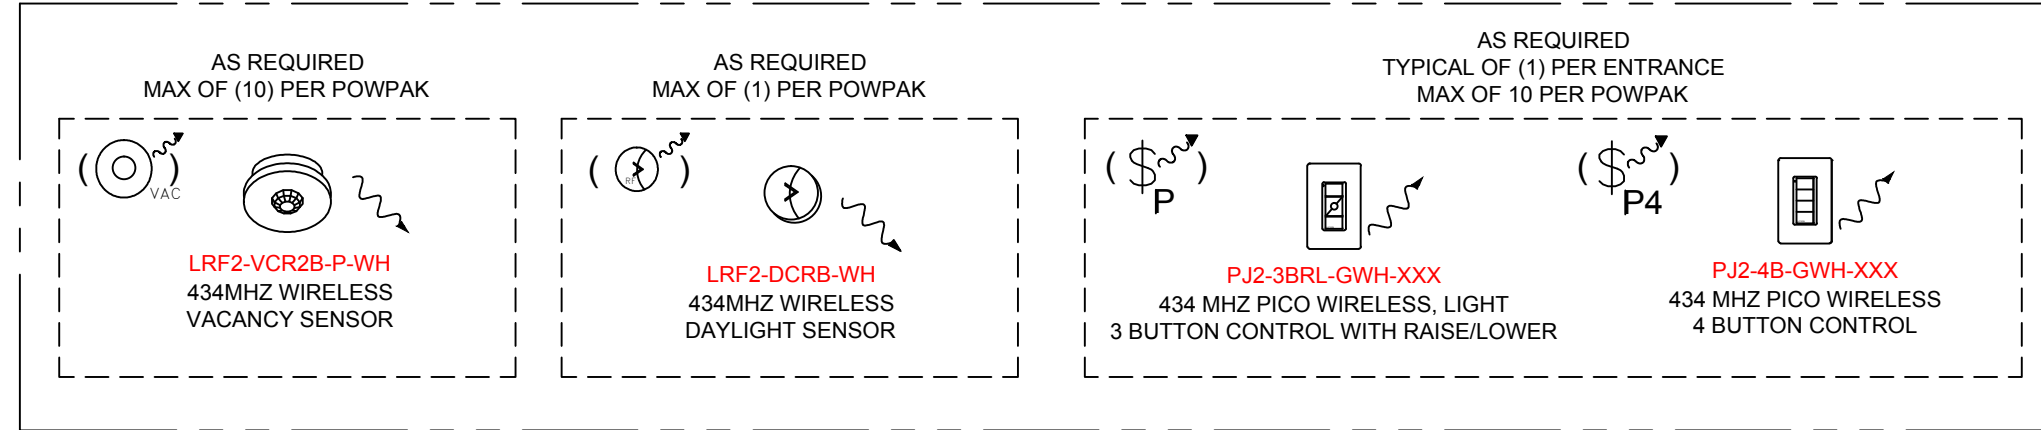 AS REQUIRED
MAX OF (10) PER POWPAK
( ) VAC
LRF2-VCR2B-P-WH
434MHZ WIRELESS
VACANCY SENSOR
AS REQUIRED
MAX OF (1) PER POWPAK
( RF )
LRF2-DCRB-WH
434MHZ WIRELESS
DAYLIGHT SENSOR
AS REQUIRED
TYPICAL OF (1) PER ENTRANCE
MAX OF 10 PER POWPAK
($ )
P
PJ2-3BRL-GWH-XXX
434 MHZ PICO WIRELESS, LIGHT
3 BUTTON CONTROL WITH RAISE/LOWER
($ )
P4
PJ2-4B-GWH-XXX
434 MHZ PICO WIRELESS
4 BUTTON CONTROL